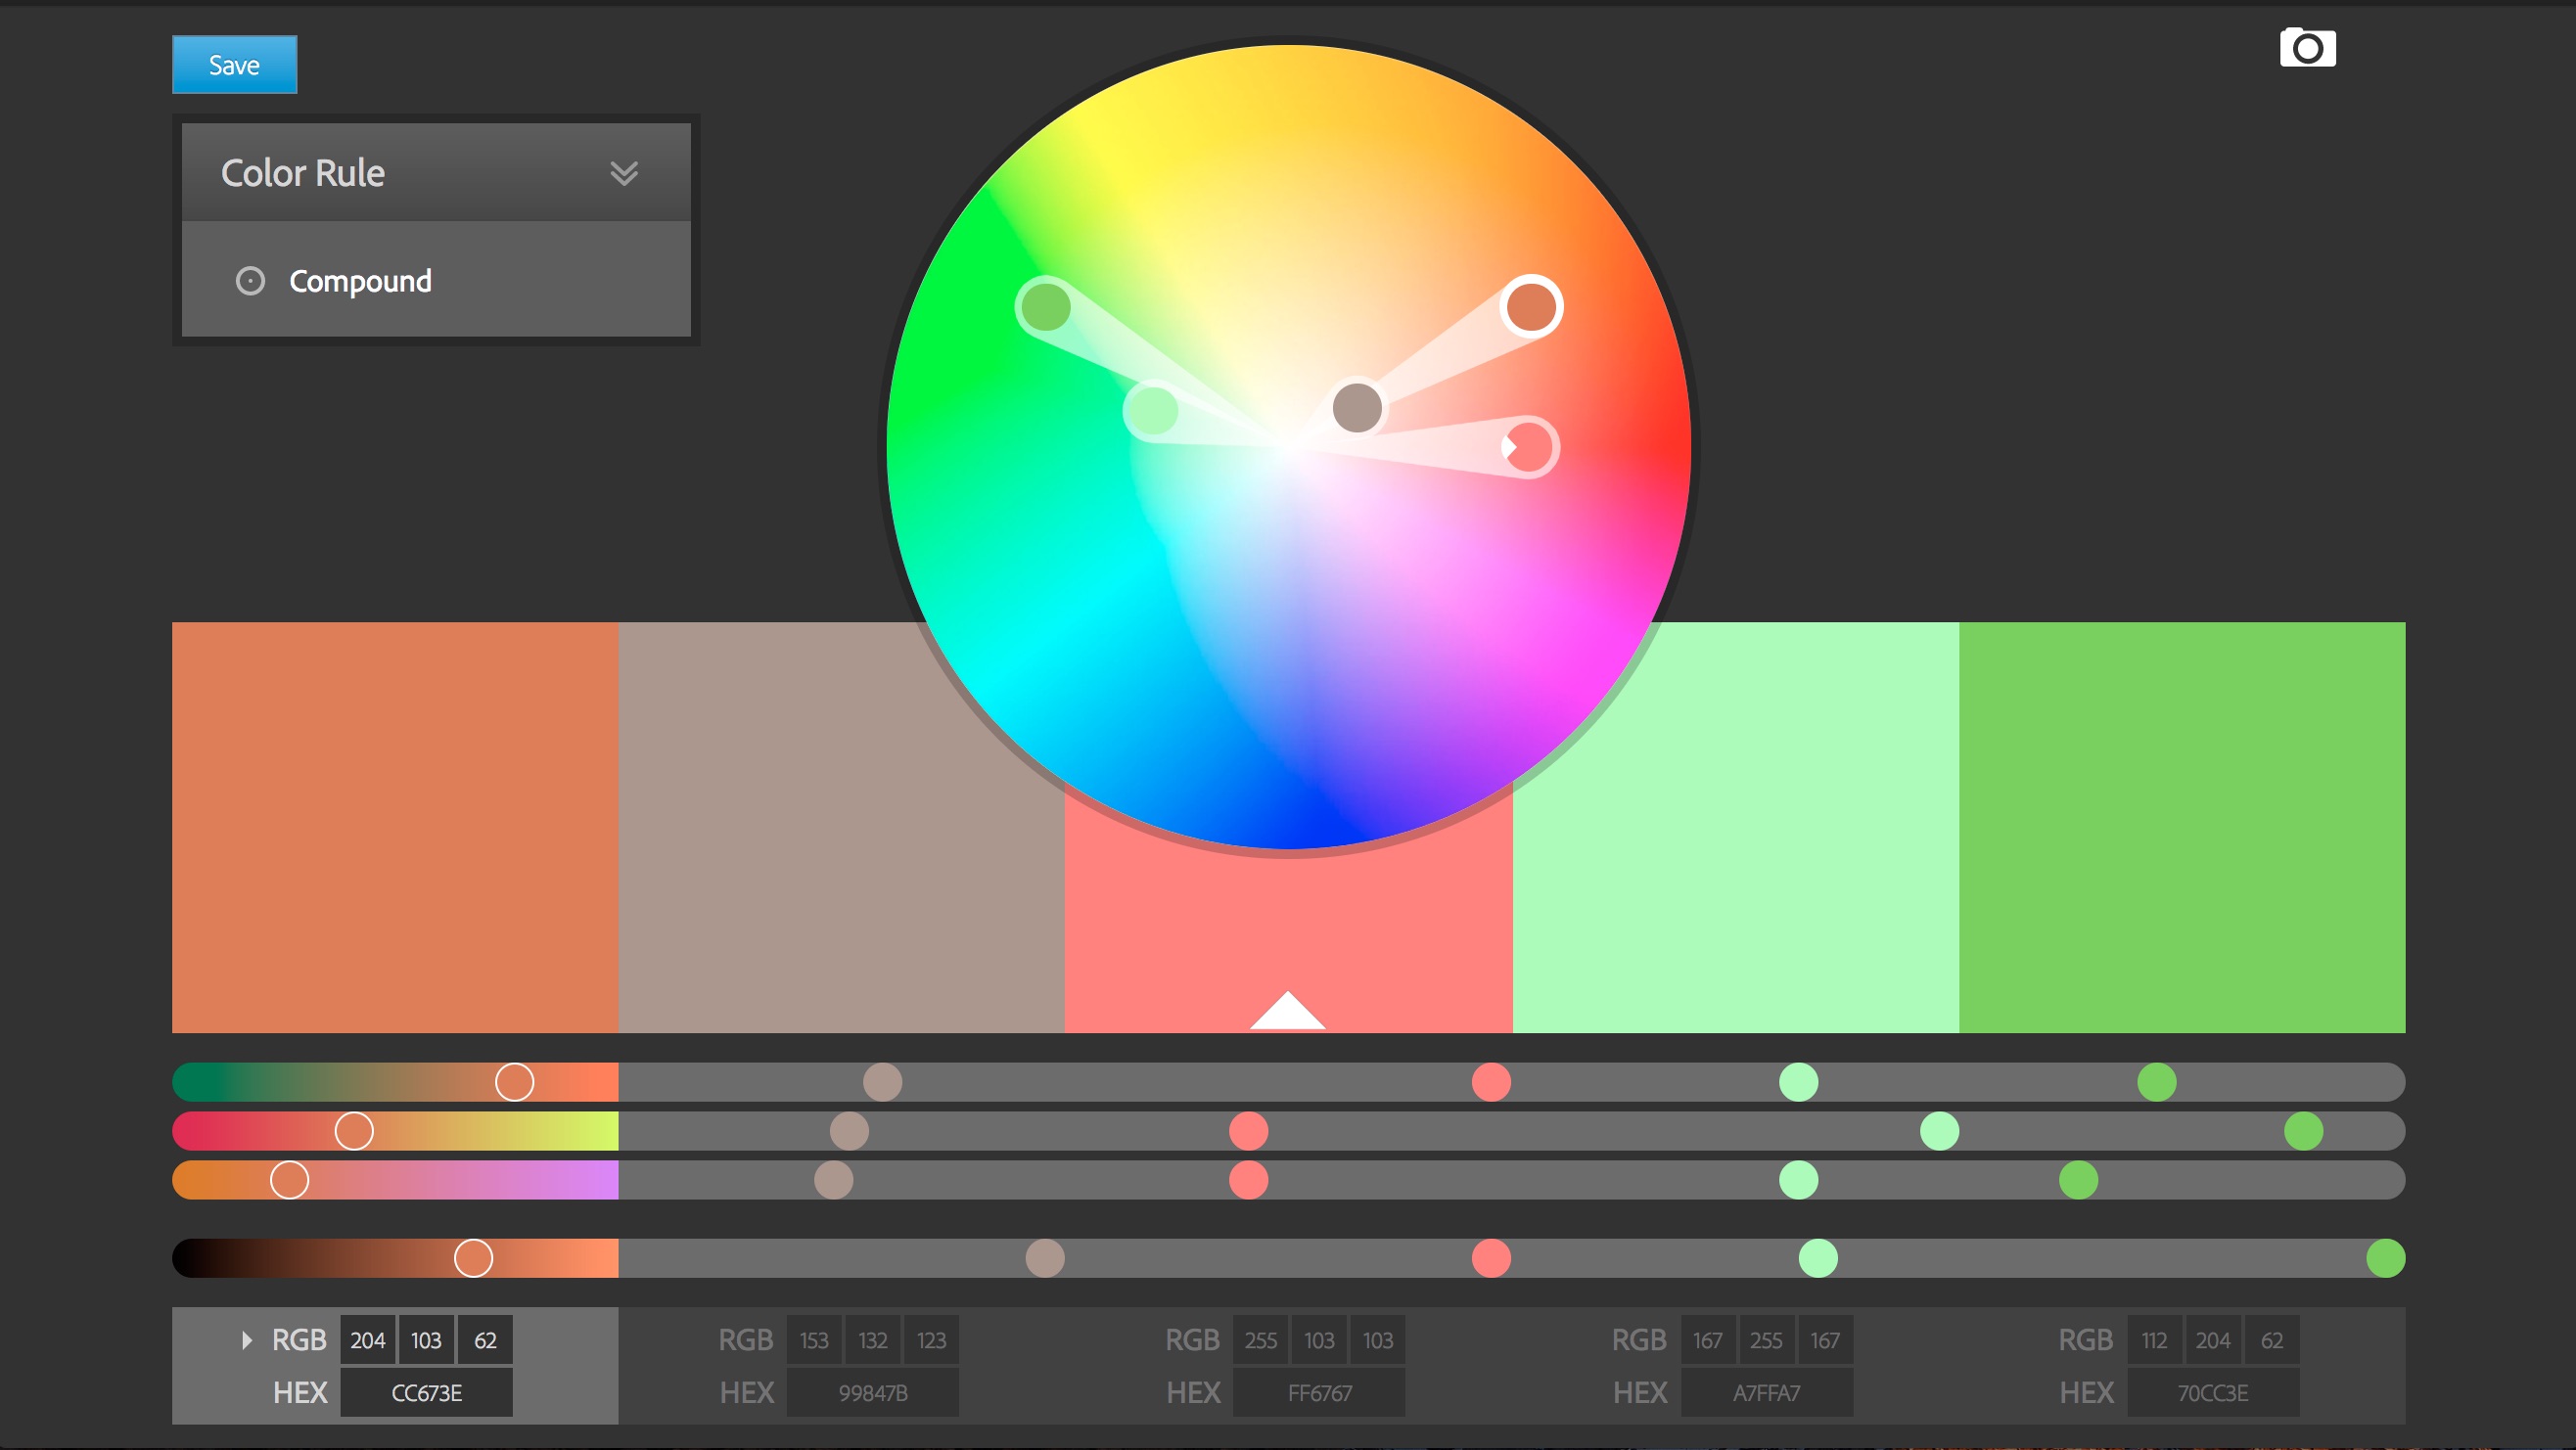 Save
Color Rule
Compound
RGB 204 103 62 RGB 153 132 123 RGB 255 103 103 RGB 167 255 167 RGB 112 204 62
HEX CC673E HEX 99847B HEX FF6767 HEX A7FFA7 HEX 70CC3E